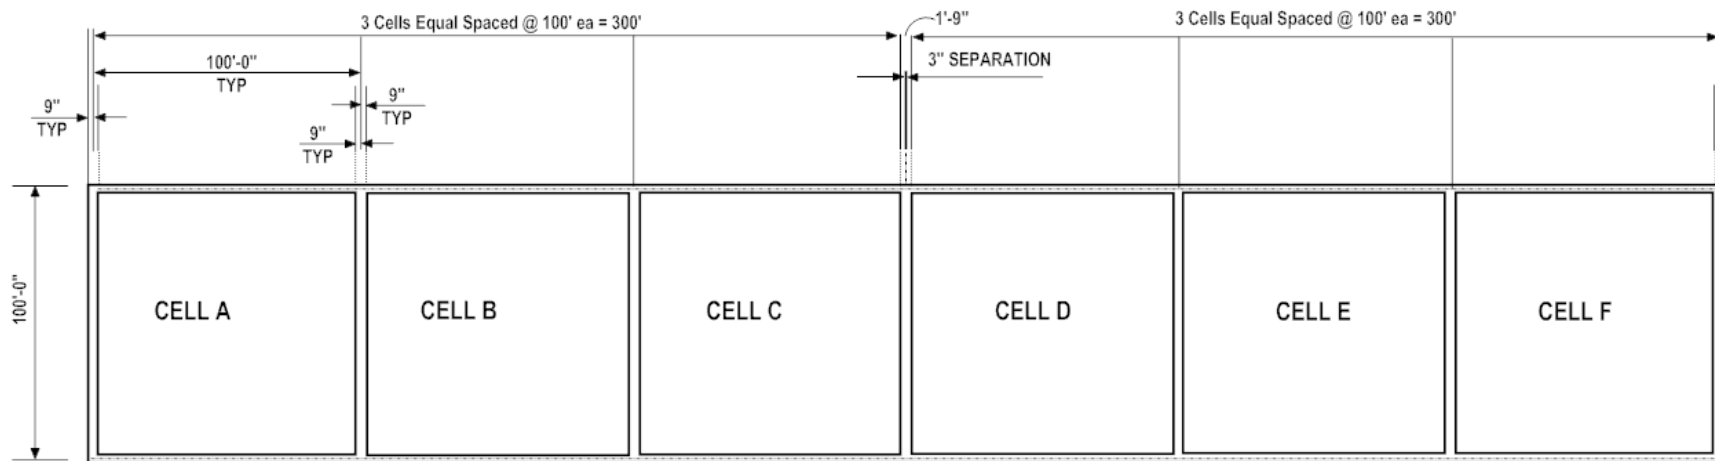 3 Cells Equal Spaced @ 100' ea = 300'
1'-9"
3 Cells Equal Spaced @ 100' ea = 300'
100'-0"
TYP
3" SEPARATION
9"
TYP
9"
TYP
9"
TYP
100'-0"
CELL A
CELL B
CELL C
CELL D
CELL E
CELL F